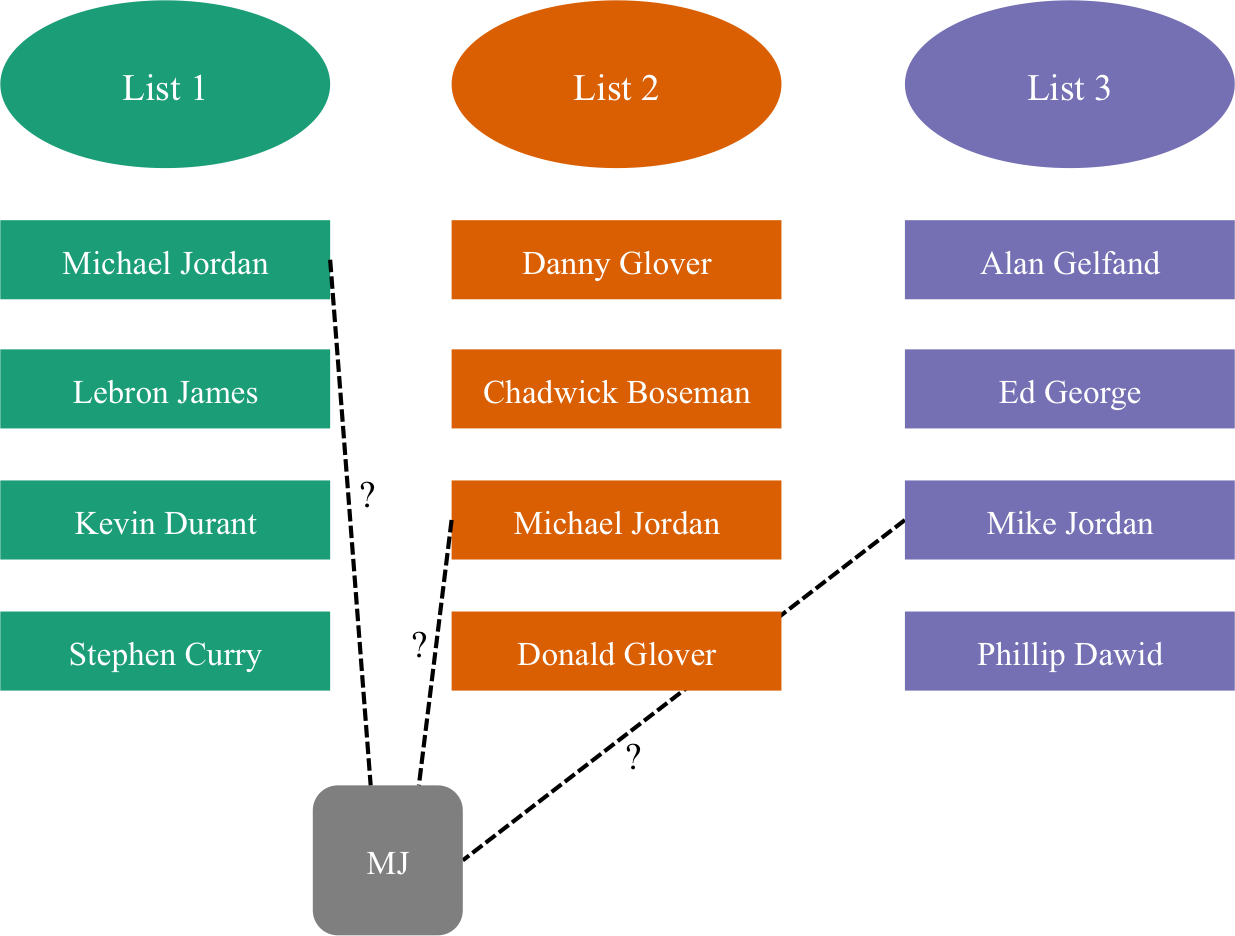 List 1
List 2
List 3
Michael Jordan
Danny Glover
Alan Gelfand
Lebron James
Chadwick Boseman
Ed George
?
Kevin Durant
Michael Jordan
Mike Jordan
?
Stephen Curry
Donald Glover
Phillip Dawid
?
MJ